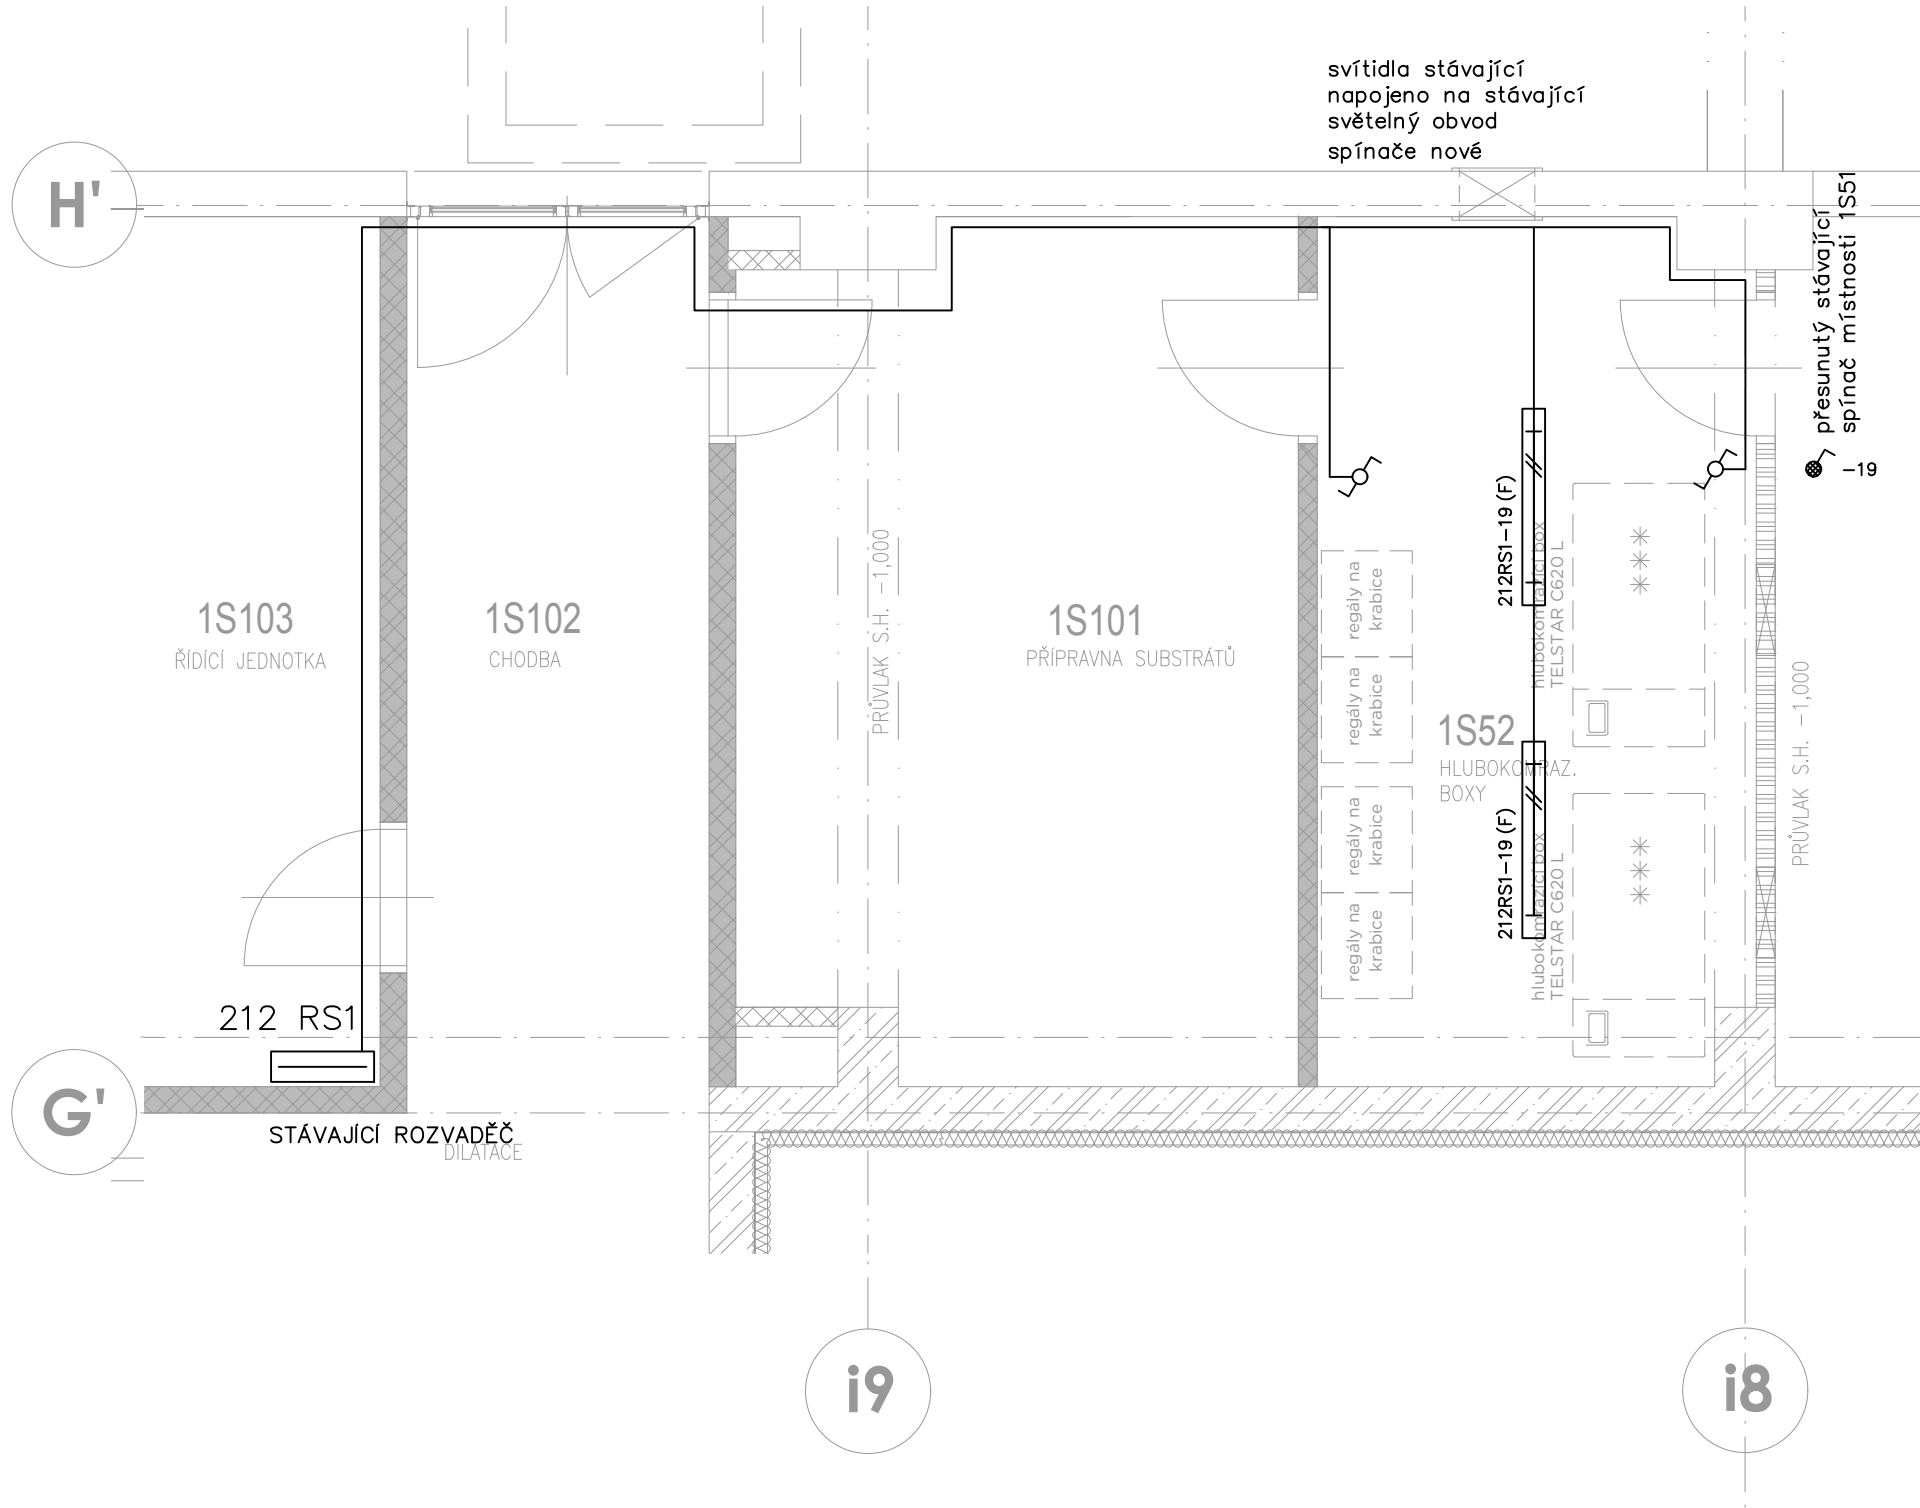 svítidla stávající
napojeno na stávající
světelný obvod
spínače nové
H'
přesunutý stávající
spínač místnosti 1S51
-19
212RS1-19(F)
hlubokomrazící box
TELSTAR C620 L
regály na
krabice
regály na
krabice
1S103
ŘÍDÍCÍ JEDNOTKA
1S102
CHODBA
PRŮVLAK S.H. -1,000
1S101
PŘÍPRAVNA SUBSTRÁTŮ
1S52
HLUBOKOMRAZ.
BOXY
PRŮVLAK S.H. -1,000
regály na
krabice
regály na
krabice
212RS1-19(F)
hlubokomrazící box
TELSTAR C620 L
212 RS1
G'
STÁVAJÍCÍ ROZVADĚČ
DILATACE
i9
i8